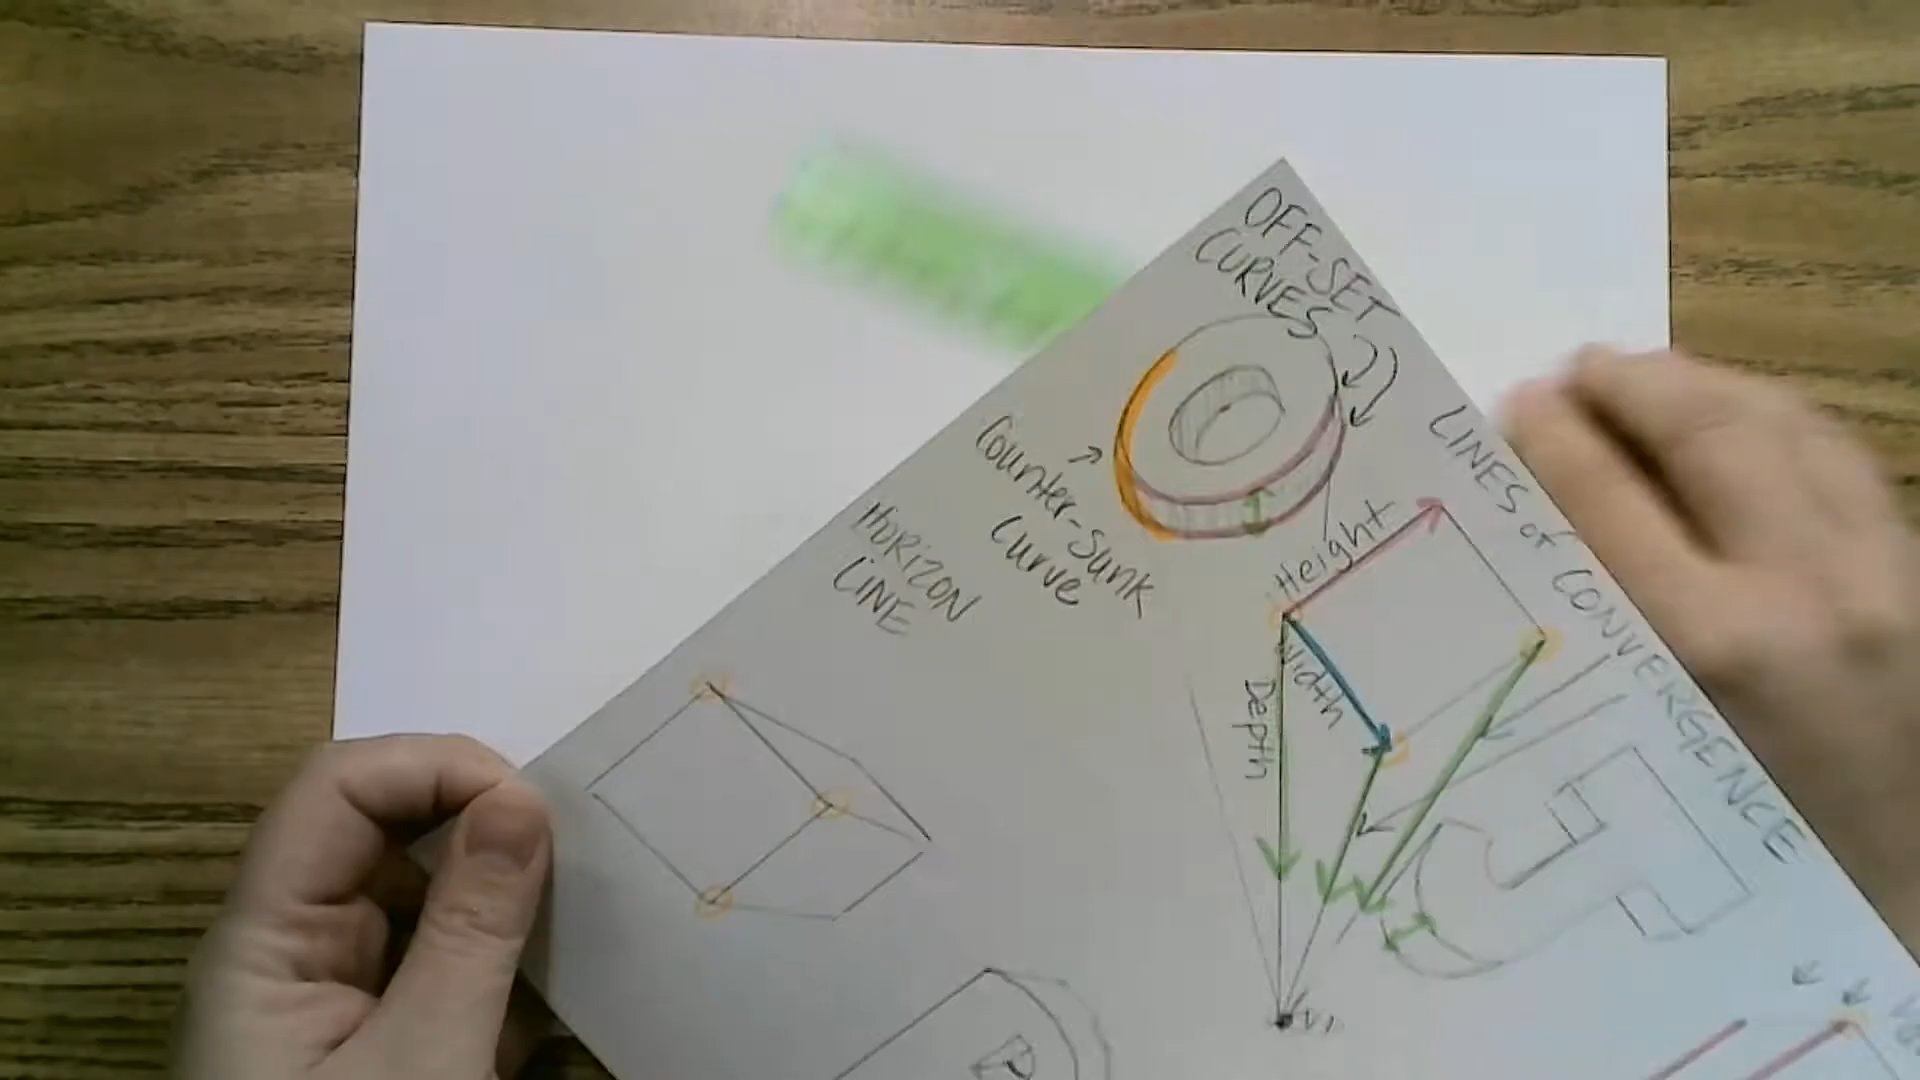 OFF-SET
CURVES
Counter-Sunk
Curve
HORIZON
LINE
LINES of CONVERGENCE
Height
Width
Depth